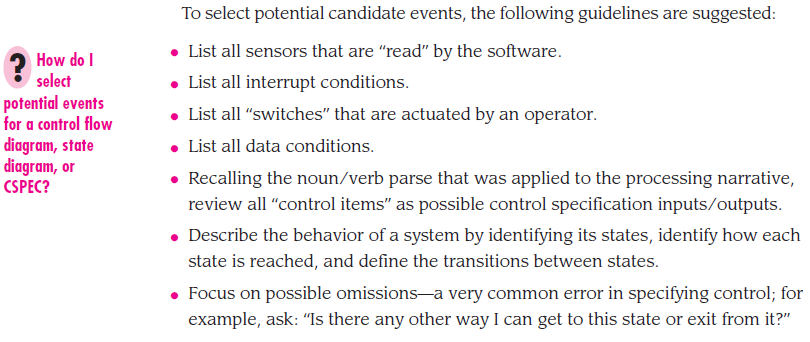 To select potential candidate events, the following guidelines are suggested:
• List all sensors that are “read” by the software.
? How do I
select
potential events
for a control flow
diagram, state
diagram, or
CSPEC?
• List all interrupt conditions.
• List all “switches” that are actuated by an operator.
• List all data conditions.
• Recalling the noun/verb parse that was applied to the processing narrative,
review all “control items” as possible control specification inputs/outputs.
• Describe the behavior of a system by identifying its states, identify how each
state is reached, and define the transitions between states.
• Focus on possible omissions—a very common error in specifying control; for
example, ask: “Is there any other way I can get to this state or exit from it?”